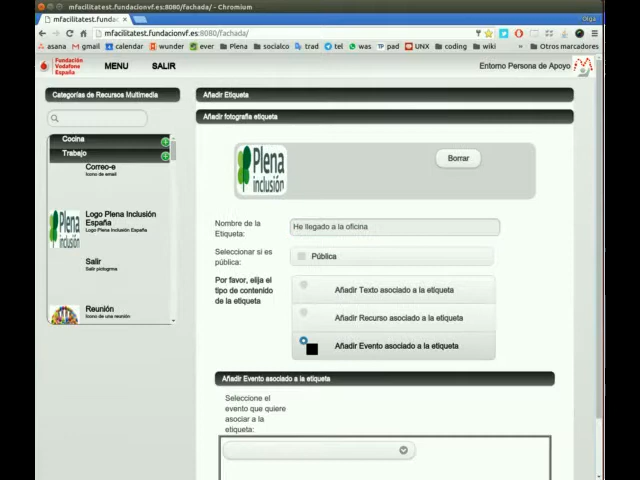 mfacilitatest.fundacionvf.es:8080/fachada/ - Chromium
mfacilitatest.fundac
Olga
mfacilitatest.fundacionvf.es:8080/fachada/
asana gmail calendar wunder ever Plena socialco trad tel was pad UNX coding wiki » Otros marcadores
Fundación
Vodafone
España
MENU SALIR
Entorno Persona de Apoyo
Categorías de Recursos Multimedia
Añadir Etiqueta
Añadir fotografía etiqueta
Cocina
Trabajo
Correo-e
Icono de email
Logo Plena Inclusión
España
Logo Plena Inclusión España
Salir
Salir pictograma
Reunión
Icono de una reunión
Plena
inclusión
Plena
inclusión
Borrar
Nombre de la
Etiqueta:
He llegado a la oficina
Seleccionar si es
pública:
Pública
Por favor, elija el
tipo de contenido
de la etiqueta
Añadir Texto asociado a la etiqueta
Añadir Recurso asociado a la etiqueta
Añadir Evento asociado a la etiqueta
Añadir Evento asociado a la etiqueta
Seleccione el
evento que quiere
asociar a la
etiqueta: